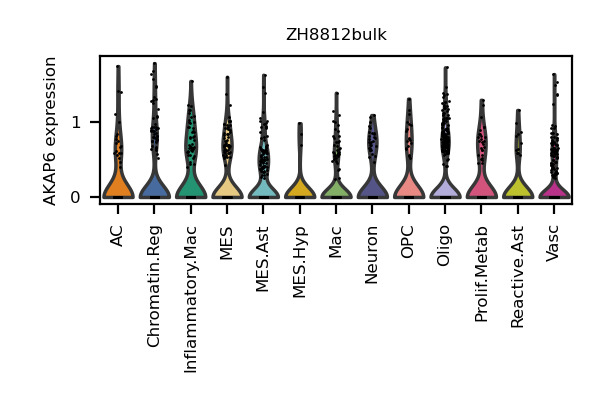 ZH8812bulk
AKAP6 expression
1
0
AC
Chromatin.Reg
Inflammatory.Mac
MES
MES.Ast
MES.Hyp
Mac
Neuron
OPC
Oligo
Prolif.Metab
Reactive.Ast
Vasc